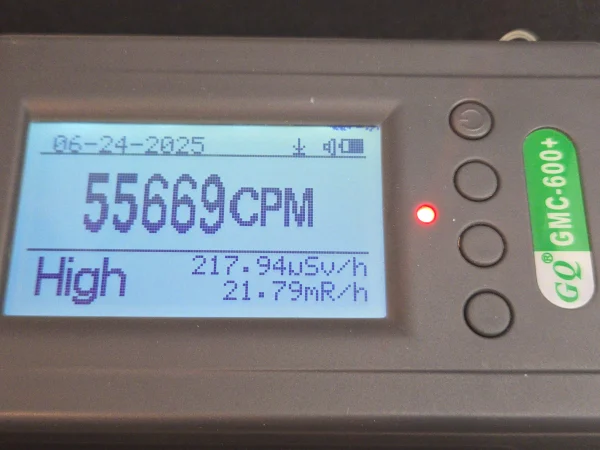 06-24-2025
55669CPM
High
217.94uSv/h
21.79mR/h
GQ® GMC-600+